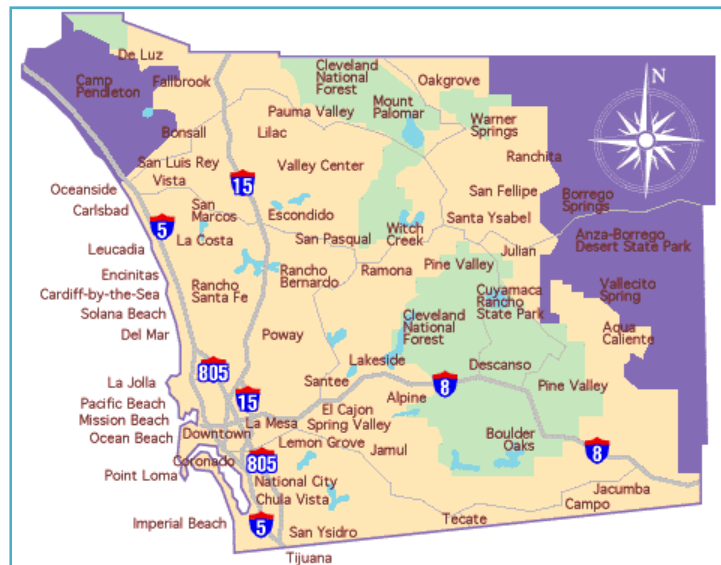 De Luz
Cleveland
National
Forest
Oakgrove
N
Camp
Pendleton
Fallbrook
Mount
Palomar
Pauma Valley
Warner
Springs
Bonsall
Lilac
Ranchita
San Luis Rey
Valley Center
Vista
15
Oceanside
San Fellipe
Borrego
Springs
Carlsbad
San
Marcos
Escondido
Santa Ysabel
5
La Costa
San Pasqual
Witch
Creek
Anza-Borrego
Desert State Park
Leucadia
Julian
Pine Valley
Encinitas
Rancho
Santa Fe
Rancho
Bernardo
Ramona
Cuyamaca
Rancho
State Park
Vallecito
Spring
Cardiff-by-the-Sea
Solana Beach
Cleveland
National
Forest
Aqua
Caliente
Del Mar
Poway
Lakeside
Descanso
805
La Jolla
Santee
8
Pine Valley
15
Alpine
Pacific Beach
El Cajon
Mission Beach
La Mesa
Spring Valley
Ocean Beach
Downtown
Lemon Grove
Jamul
Boulder
Oaks
8
Coronado
805
Point Loma
National City
Chula Vista
Jacumba
Campo
Imperial Beach
5
San Ysidro
Tecate
Tijuana